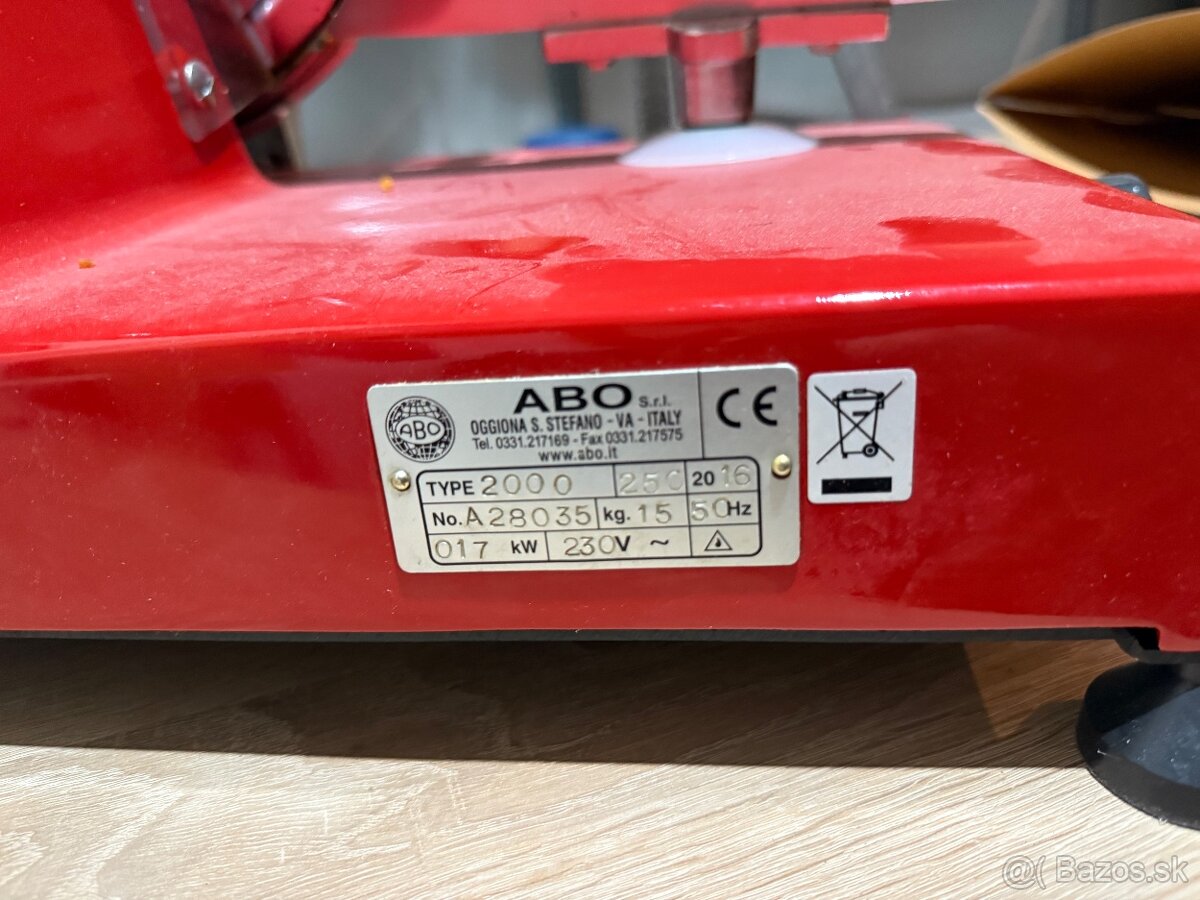 ABO S.r.l.
ABO
OGGIONA S. STEFANO - VA - ITALY
Tel. 0331.217169 - Fax 0331.217575
www.abo.it
CE
TYPE 2000 250 2016
No. A28035 kg. 15 50Hz
017 kW 230V ~
@( Bazos.sk